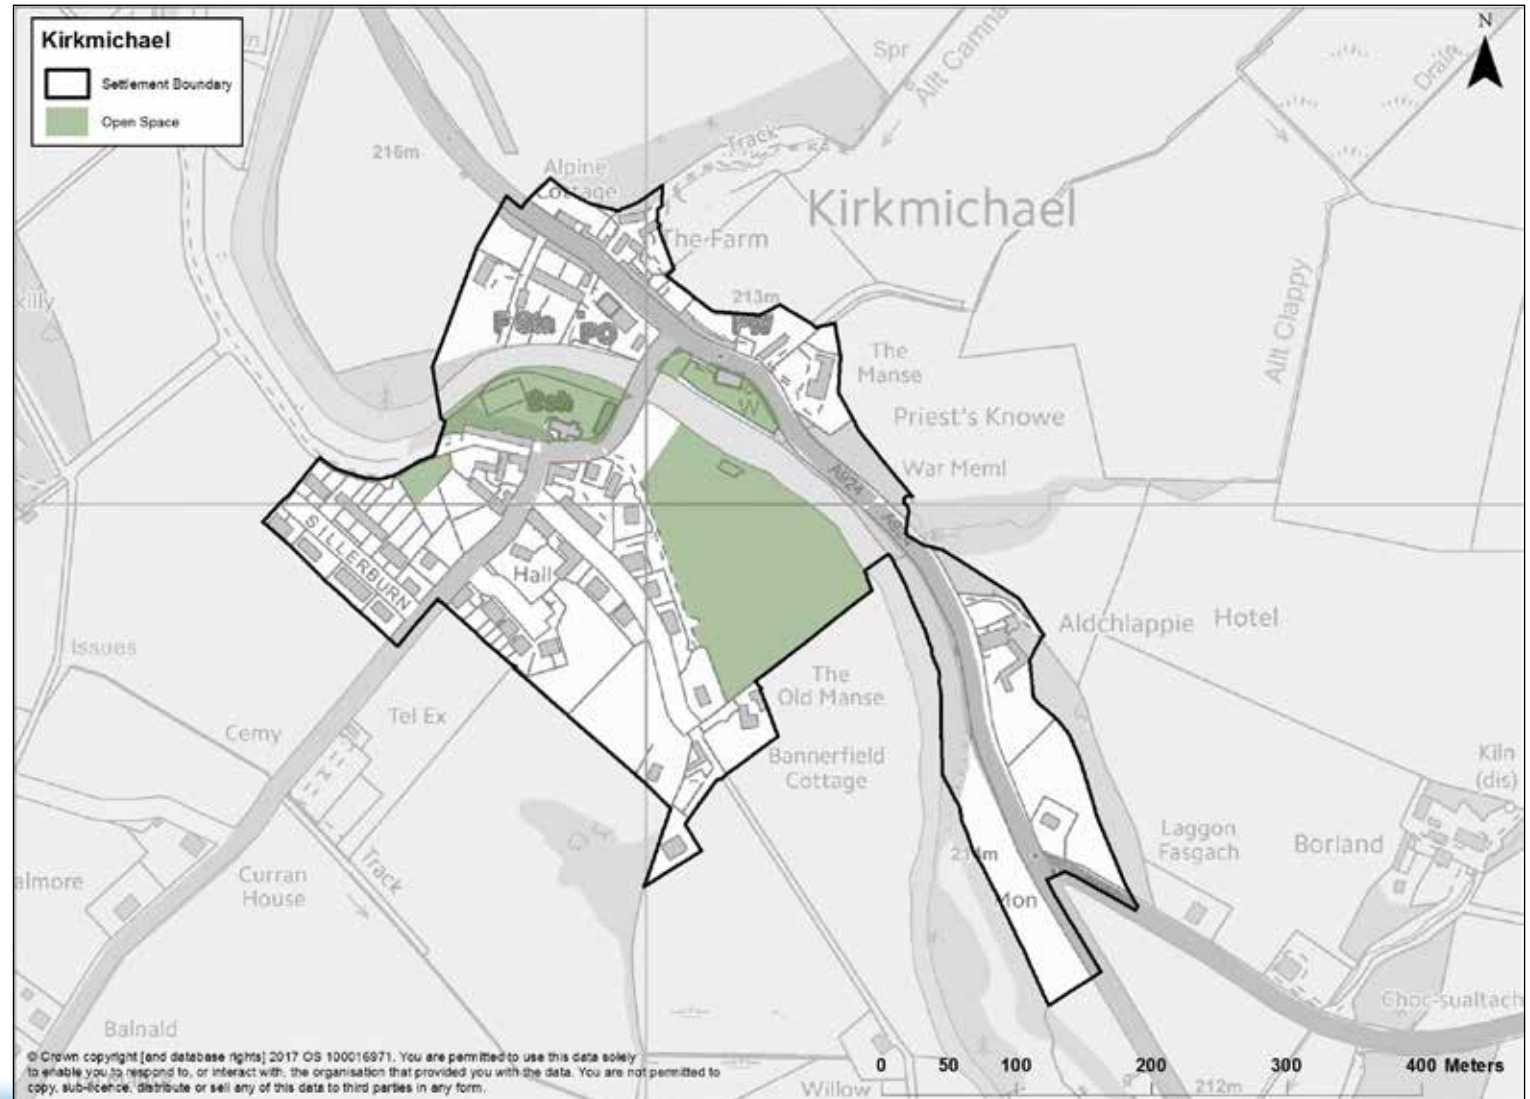 Kirkmichael
Settlement Boundary
Open Space
N
Spr
Allt Camna
Drain
216m
Track
Alpine
Cottage
Kirkmichael
The Farm
213m
Allt Clappy
F Stn
PO
PW
The
Manse
Priest's Knowe
Sch
W
War Meml
A924
SILLERBURN
Hall
Issues
Aldchlappie Hotel
The
Old Manse
Tel Ex
Cemy
Bannerfield
Cottage
Kiln
(dis)
Laggon
Fasgach
Borland
214m
almore
Curran
House
Track
Mon
Balnald
Willow
212m
0 50 100 200 300 400 Meters
© Crown copyright [and database rights] 2017 OS 100016971. You are permitted to use this data solely
to enable you to respond to, or interact with, the organisation that provided you with the data. You are not permitted to
copy, sub-licence, distribute or sell any of this data to third parties in any form.